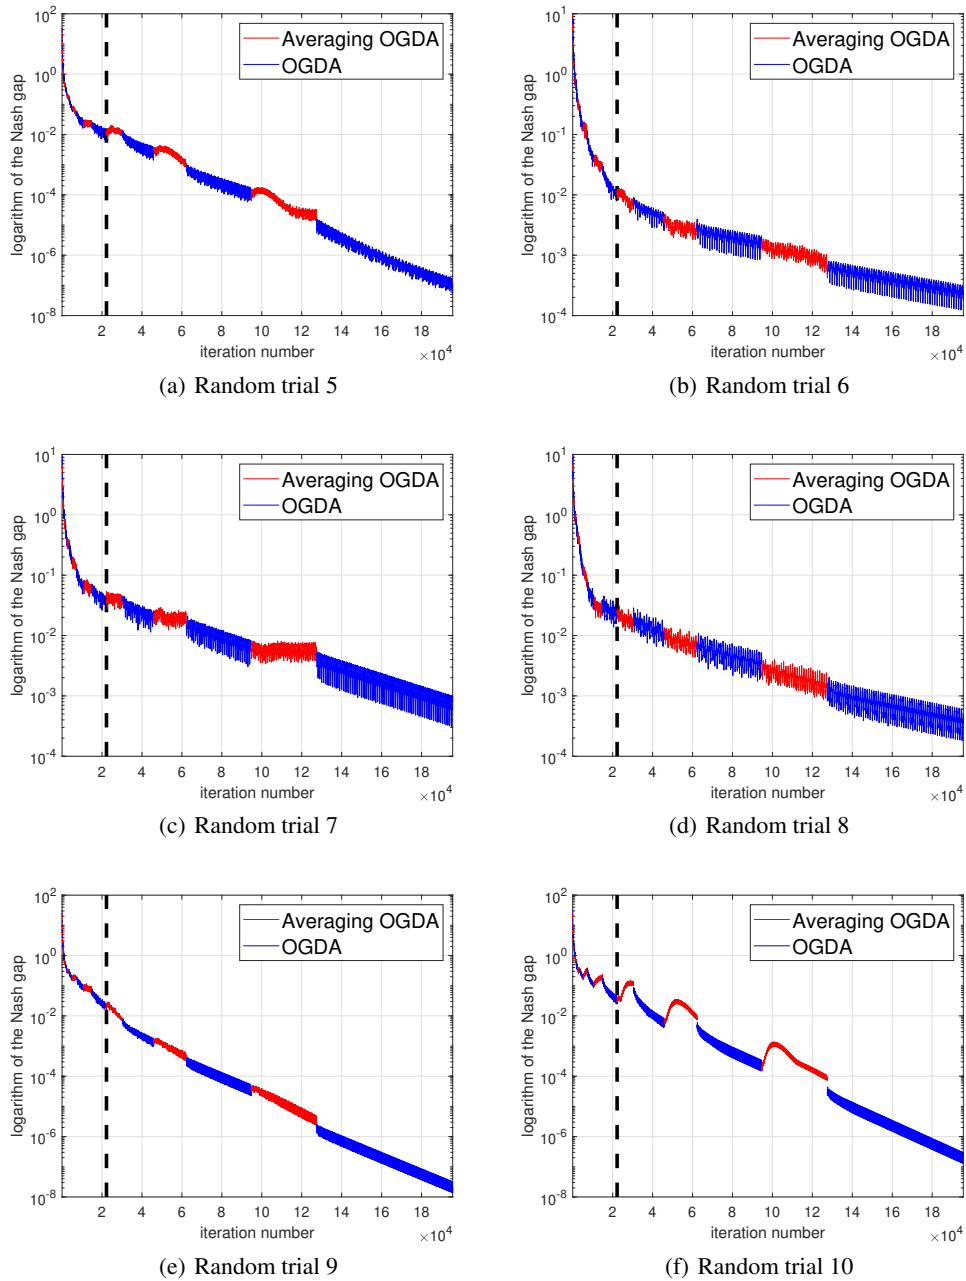 10^2
10^0
10^-2
10^-4
10^-6
10^-8
logarithm of the Nash gap
Averaging OGDA
OGDA
2 4 6 8 10 12 14 16 18
iteration number
×10^4
(a) Random trial 5
10^1
10^0
10^-1
10^-2
10^-3
10^-4
logarithm of the Nash gap
Averaging OGDA
OGDA
2 4 6 8 10 12 14 16 18
iteration number
×10^4
(b) Random trial 6
10^1
10^0
10^-1
10^-2
10^-3
10^-4
logarithm of the Nash gap
Averaging OGDA
OGDA
2 4 6 8 10 12 14 16 18
iteration number
×10^4
(c) Random trial 7
10^1
10^0
10^-1
10^-2
10^-3
10^-4
logarithm of the Nash gap
Averaging OGDA
OGDA
2 4 6 8 10 12 14 16 18
iteration number
×10^4
(d) Random trial 8
10^2
10^0
10^-2
10^-4
10^-6
10^-8
logarithm of the Nash gap
Averaging OGDA
OGDA
2 4 6 8 10 12 14 16 18
iteration number
×10^4
(e) Random trial 9
10^2
10^0
10^-2
10^-4
10^-6
10^-8
logarithm of the Nash gap
Averaging OGDA
OGDA
2 4 6 8 10 12 14 16 18
iteration number
×10^4
(f) Random trial 10